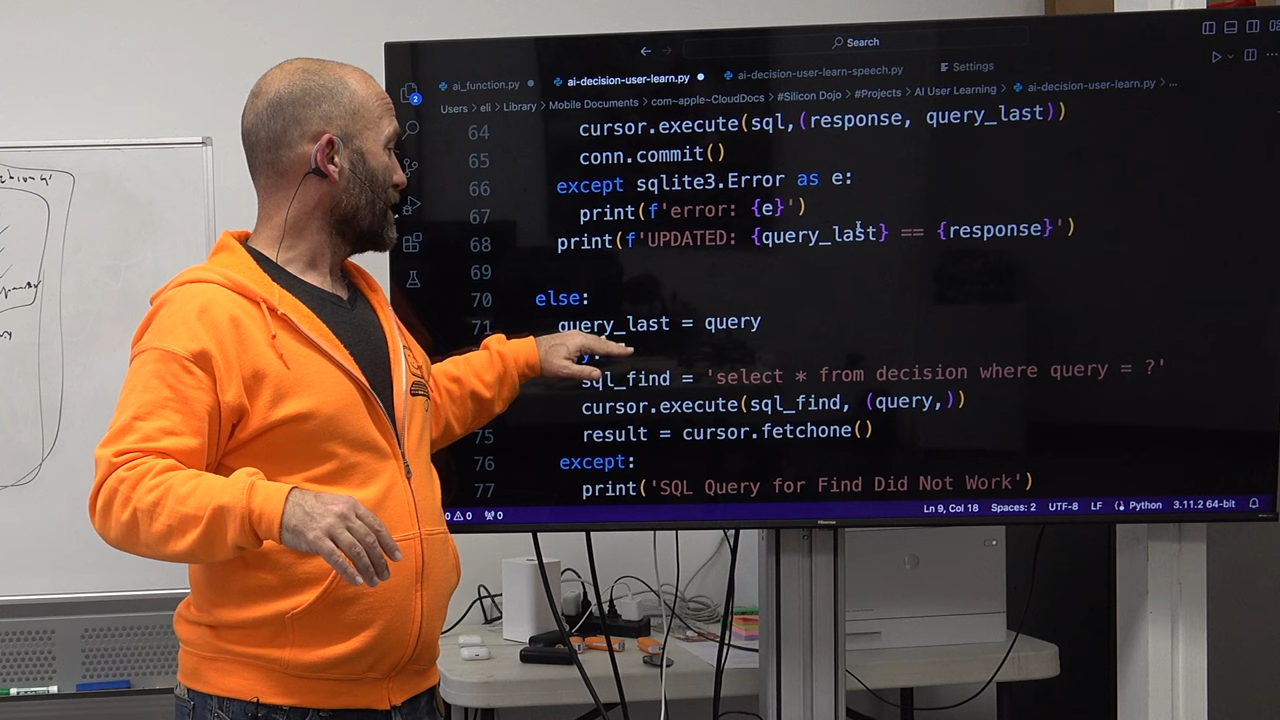 Search
ai_function.py
ai-decision-user-learn.py
ai-decision-user-learn-speech.py
Settings
2
Users > eli > Library > Mobile Documents > com~apple~CloudDocs > #Silicon Dojo > #Projects > AI User Learning > ai-decision-user-learn.py > ...
64 cursor.execute(sql,(response, query_last))
65 conn.commit()
66 except sqlite3.Error as e:
67 print(f'error: {e}')
68 print(f'UPDATED: {query_last} == {response}')
69
70 else:
71 query_last = query
y:
sql_find = 'select * from decision where query = ?'
cursor.execute(sql_find, (query,))
75 result = cursor.fetchone()
76 except:
77 print('SQL Query for Find Did Not Work')
0 0 0 Ln 9, Col 18 Spaces: 2 UTF-8 LF Python 3.11.2 64-bit
Hisense